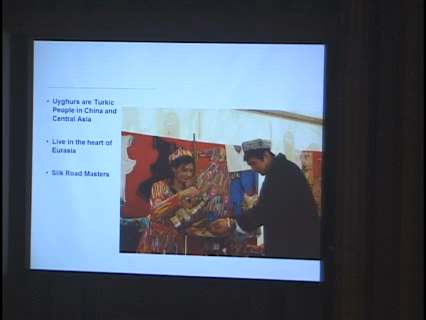 • Uyghurs are Turkic
People in China and
Central Asia
• Live in the heart of
Eurasia
• Silk Road Masters